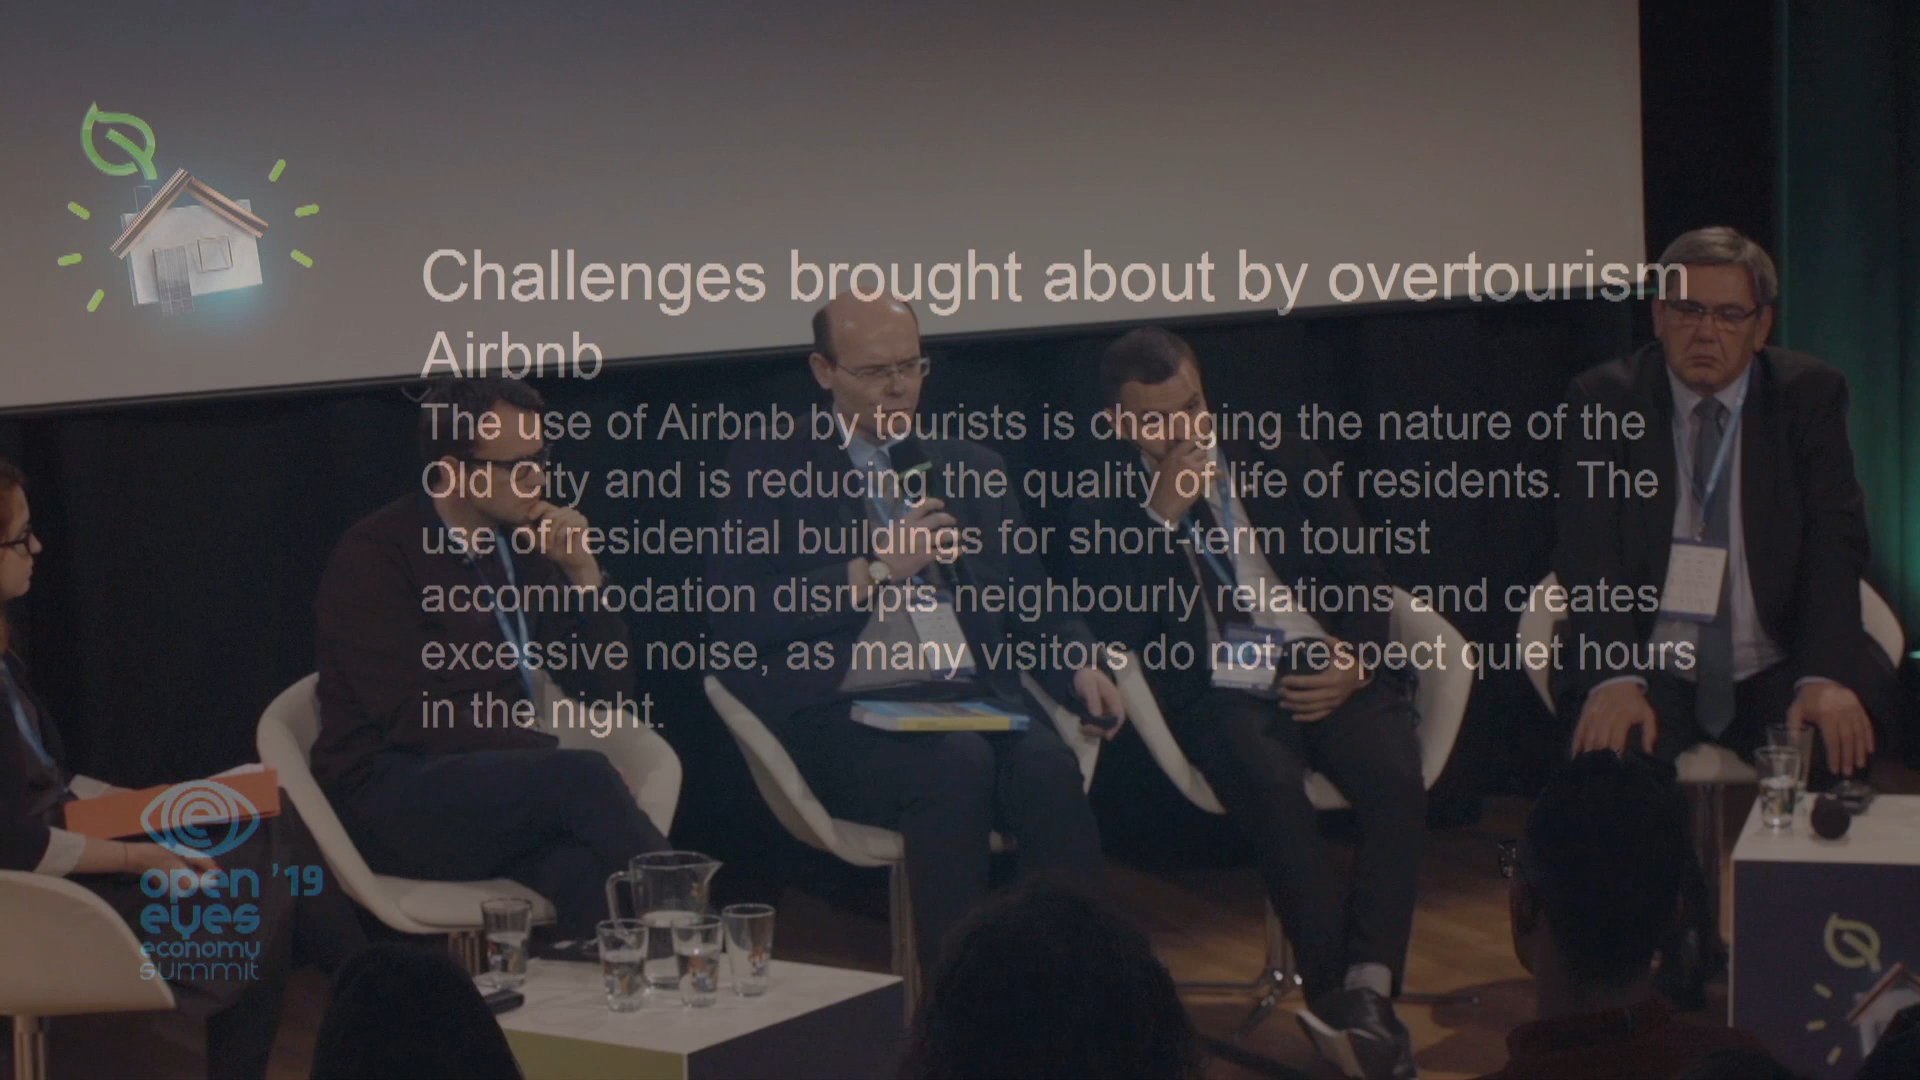 Challenges brought about by overtourism
Airbnb
The use of Airbnb by tourists is changing the nature of the
Old City and is reducing the quality of life of residents. The
use of residential buildings for short-term tourist
accommodation disrupts neighbourly relations and creates
excessive noise, as many visitors do not respect quiet hours
in the night.
open '19
eyes
economy
summit